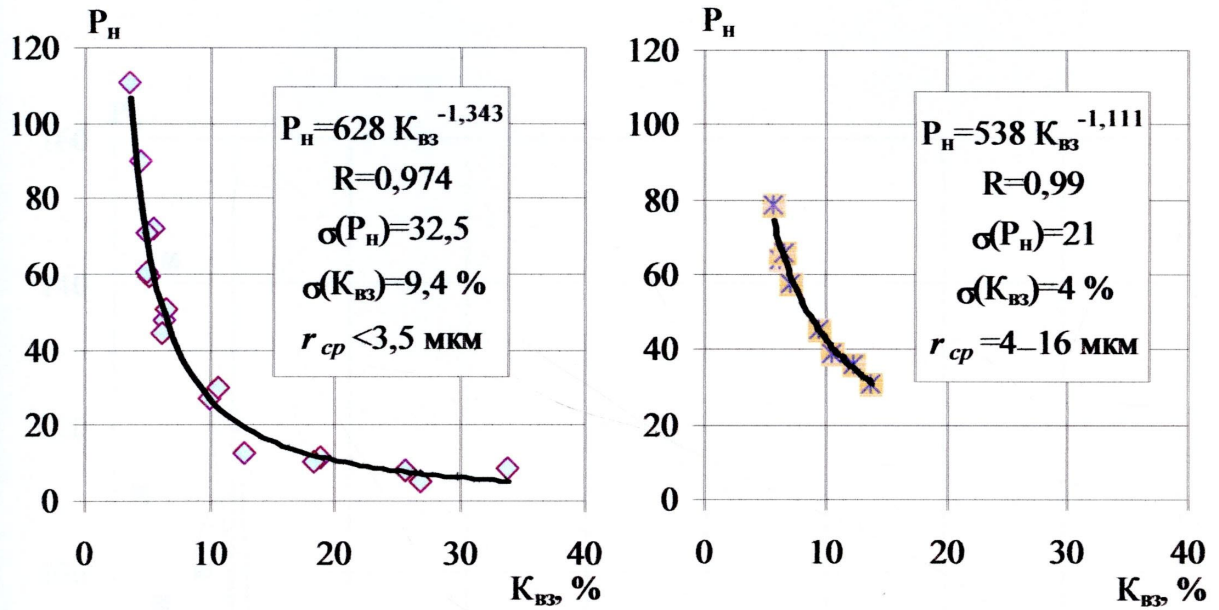 Pн
120
100
80
60
40
20
0
Pн=628 Kвз^-1,343
R=0,974
σ(Pн)=32,5
σ(Kвз)=9,4 %
r ср <3,5 мкм
0 10 20 30 40
Kвз, %
Pн
120
100
80
60
40
20
0
Pн=538 Kвз^-1,111
R=0,99
σ(Pн)=21
σ(Kвз)=4 %
r ср =4–16 мкм
0 10 20 30 40
Kвз, %